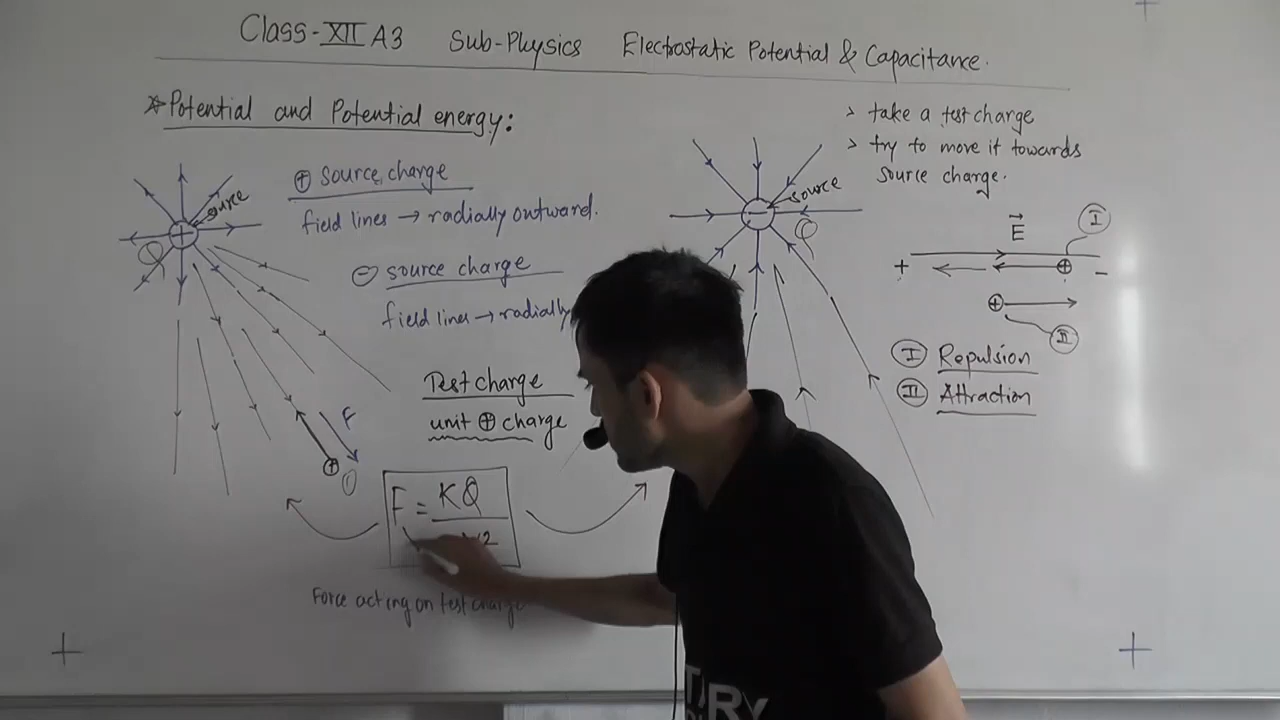 Class-XII A3 Sub-Physics Electrostatic Potential & Capacitance.
* Potential and Potential energy:
source
Q
⊕ source charge
field lines → radially outward.
⊖ source charge
field lines → radially
Test charge
unit ⊕ charge
F
F = KQ
2
Force acting on test charge
source
Q
> take a test charge
> try to move it towards
source charge.
E
I
+
⊕
-
⊕
II
I Repulsion
II Attraction